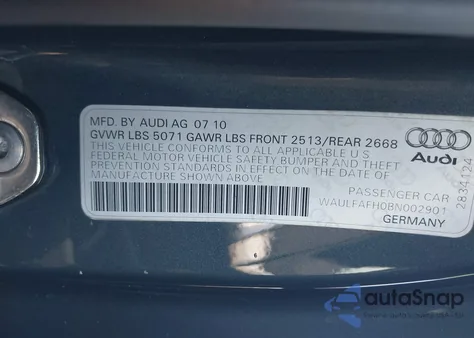 MFD. BY AUDI AG 07 10
GVWR LBS 5071 GAWR LBS FRONT 2513/REAR 2668
THIS VEHICLE CONFORMS TO ALL APPLICABLE U S
FEDERAL MOTOR VEHICLE SAFETY BUMPER AND THEFT
PREVENTION STANDARDS IN EFFECT ON THE DATE OF
MANUFACTURE SHOWN ABOVE
Audi
PASSENGER CAR
WAULFAFH0BN002901
GERMANY
2834124
autoSnap